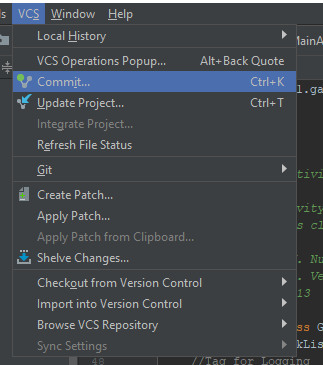 ls VCS Window Help
Local History
VCS Operations Popup... Alt+Back Quote
Commit... Ctrl+K
Update Project... Ctrl+T
Integrate Project...
Refresh File Status
Git
Create Patch...
Apply Patch...
Apply Patch from Clipboard...
Shelve Changes...
Checkout from Version Control
Import into Version Control
Browse VCS Repository
Sync Settings
MainA
l.ga
tivit
vity
s cl
. Nu
. Ve
13
ss G
kLis
48 //Tag for Logging